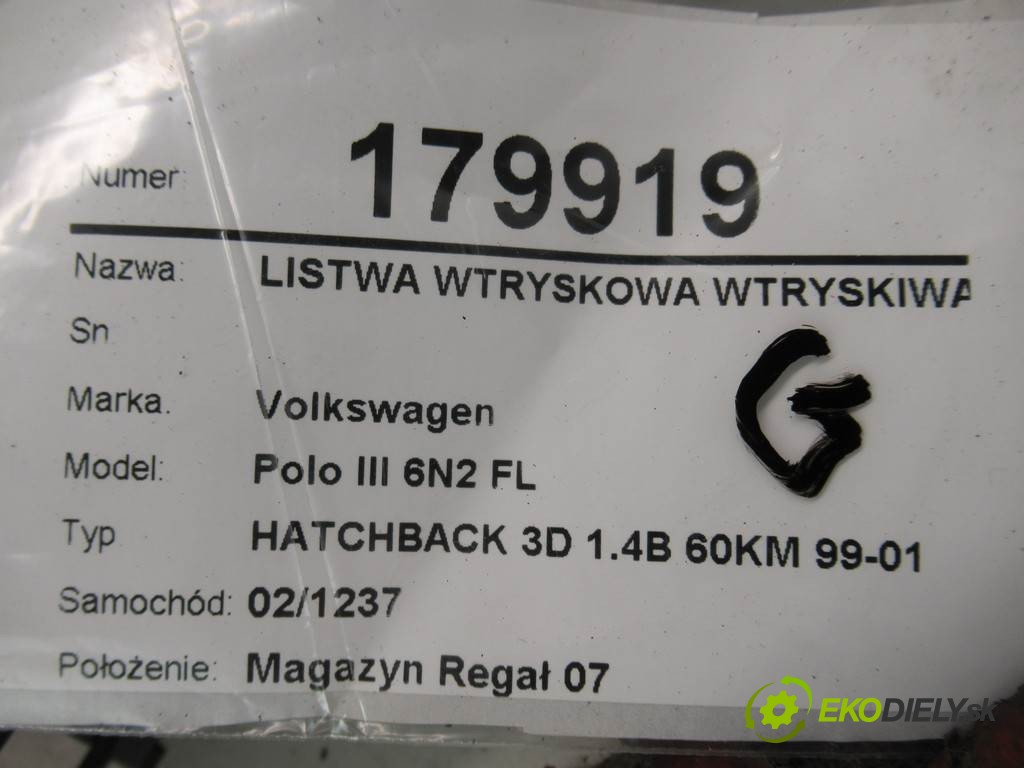 Numer 179919
Nazwa: LISTWA WTRYSKOWA WTRYSKIWA
Sn
Marka. Volkswagen
Model: Polo III 6N2 FL
Typ HATCHBACK 3D 1.4B 60KM 99-01
Samochód: 02/1237
Położenie: Magazyn Regał 07
G
EKODIELY.sk